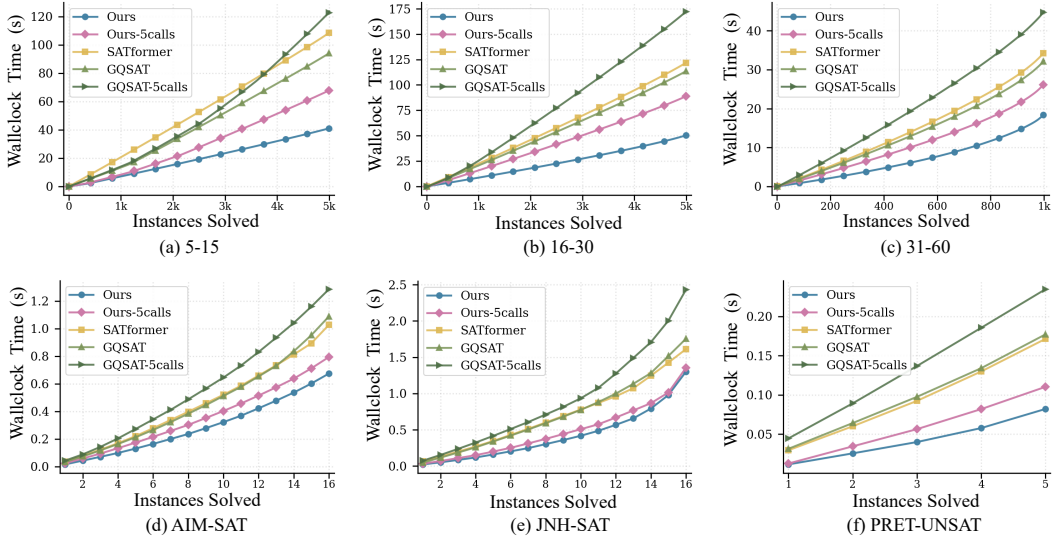 Wallclock Time (s)
120
100
80
60
40
20
0
Ours
Ours-5calls
SATformer
GQSAT
GQSAT-5calls
0 1k 2k 3k 4k 5k
Instances Solved
(a) 5-15
Wallclock Time (s)
175
150
125
100
75
50
25
0
Ours
Ours-5calls
SATformer
GQSAT
GQSAT-5calls
0 1k 2k 3k 4k 5k
Instances Solved
(b) 16-30
Wallclock Time (s)
40
30
20
10
0
Ours
Ours-5calls
SATformer
GQSAT
GQSAT-5calls
0 200 400 600 800 1k
Instances Solved
(c) 31-60
Wallclock Time (s)
1.2
1.0
0.8
0.6
0.4
0.2
0.0
Ours
Ours-5calls
SATformer
GQSAT
GQSAT-5calls
2 4 6 8 10 12 14 16
Instances Solved
(d) AIM-SAT
Wallclock Time (s)
2.5
2.0
1.5
1.0
0.5
0.0
Ours
Ours-5calls
SATformer
GQSAT
GQSAT-5calls
2 4 6 8 10 12 14 16
Instances Solved
(e) JNH-SAT
Wallclock Time (s)
0.20
0.15
0.10
0.05
Ours
Ours-5calls
SATformer
GQSAT
GQSAT-5calls
1 2 3 4 5
Instances Solved
(f) PRET-UNSAT